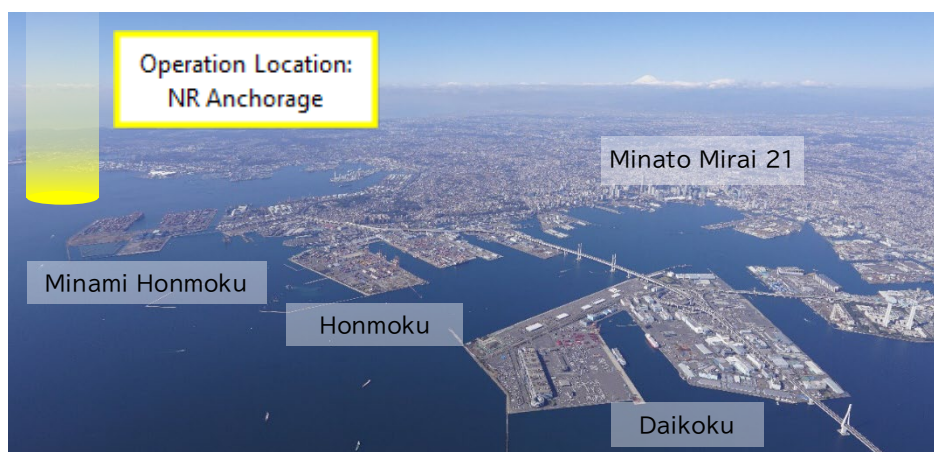 Operation Location:
NR Anchorage
Minato Mirai 21
Minami Honmoku
Honmoku
Daikoku